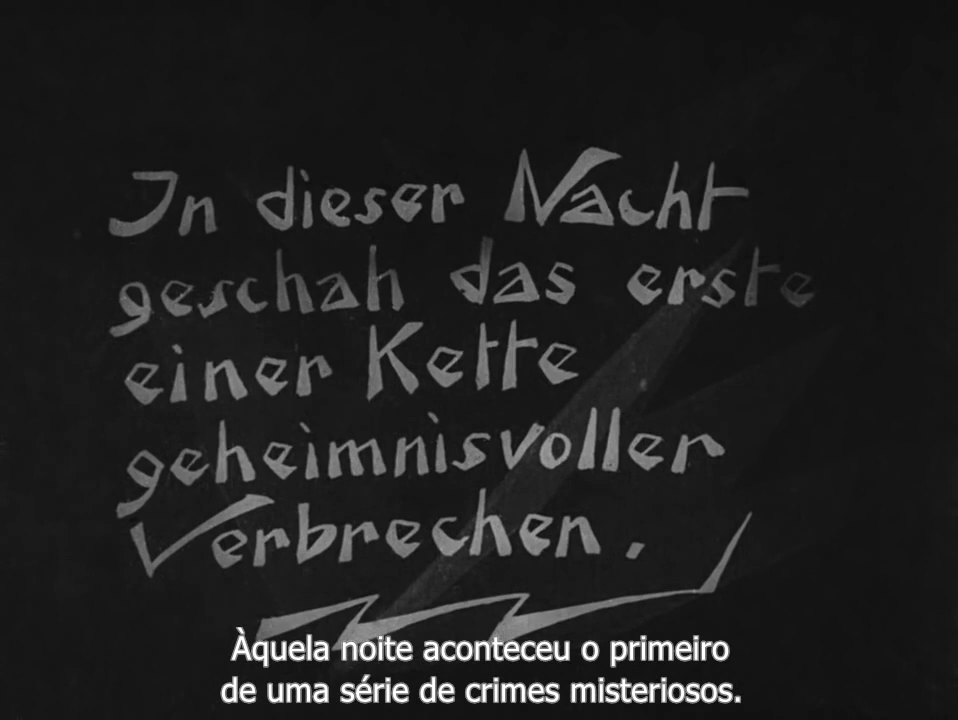 In dieser Nacht
geschah das erste
einer Kette
geheimnisvoller
Verbrechen.
Àquela noite aconteceu o primeiro
de uma série de crimes misteriosos.